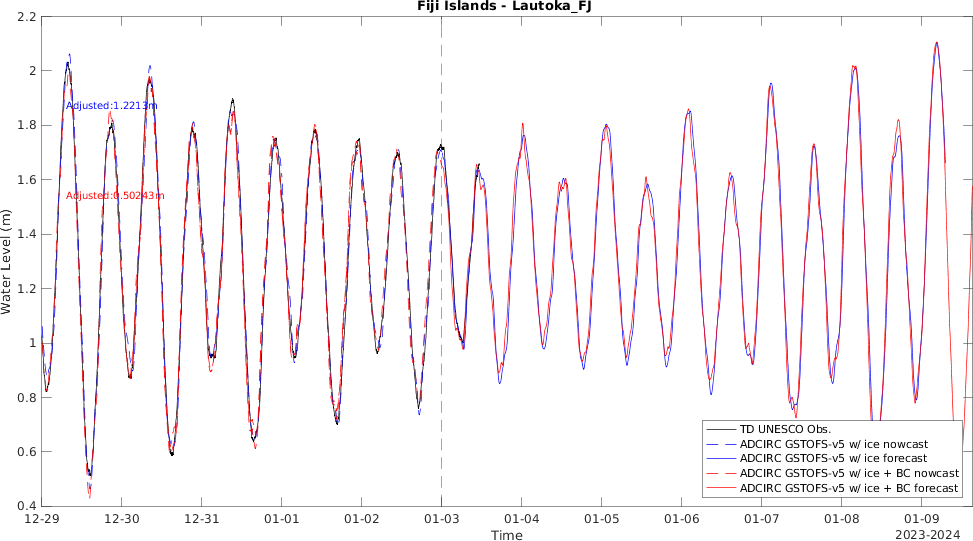 Fiji Islands - Lautoka_FJ
2.2
2
1.8
1.6
1.4
1.2
1
0.8
0.6
0.4
Water Level (m)
Adjusted:1.2213m
Adjusted:0.50243m
TD UNESCO Obs.
ADCIRC GSTOFS-v5 w/ ice nowcast
ADCIRC GSTOFS-v5 w/ ice forecast
ADCIRC GSTOFS-v5 w/ ice + BC nowcast
ADCIRC GSTOFS-v5 w/ ice + BC forecast
12-29 12-30 12-31 01-01 01-02 01-03 01-04 01-05 01-06 01-07 01-08 01-09
Time
2023-2024